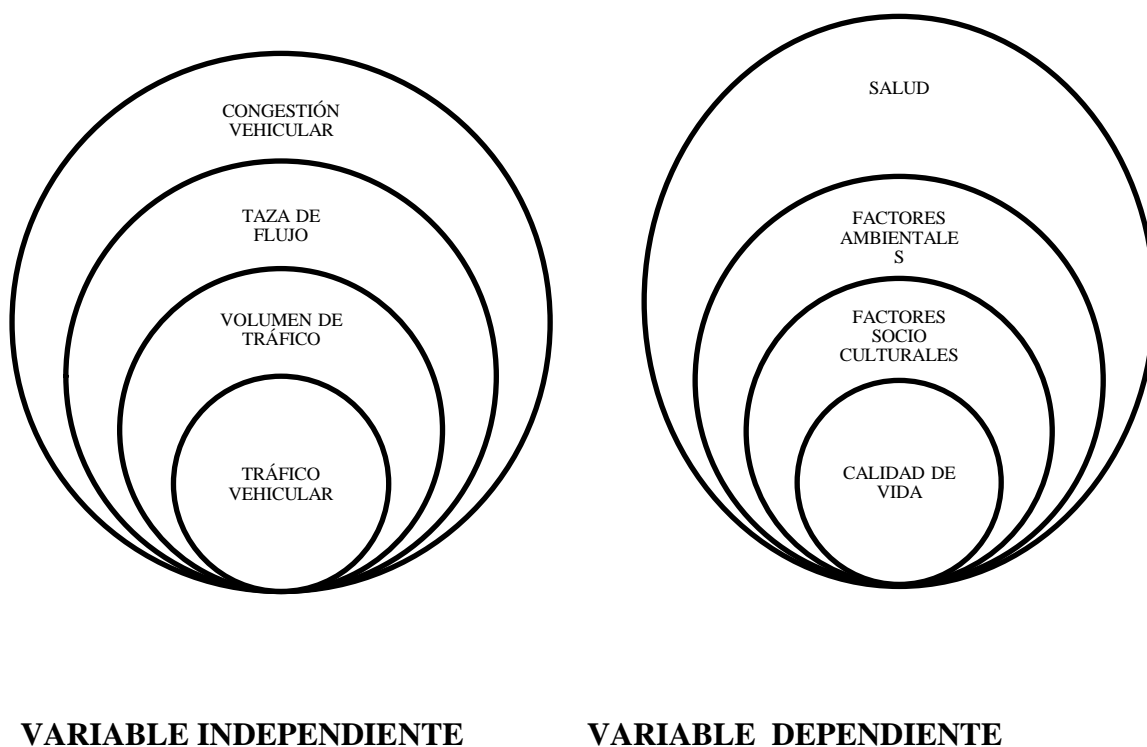 CONGESTIÓN
VEHICULAR
TAZA DE
FLUJO
VOLUMEN DE
TRÁFICO
TRÁFICO
VEHICULAR
SALUD
FACTORES
AMBIENTALE
S
FACTORES
SOCIO
CULTURALES
CALIDAD DE
VIDA
VARIABLE INDEPENDIENTE
VARIABLE DEPENDIENTE